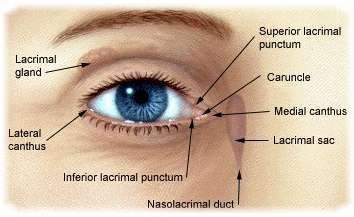 Superior lacrimal
punctum
Lacrimal
gland
Caruncle
Medial canthus
Lateral
canthus
Lacrimal sac
Inferior lacrimal punctum
Nasolacrimal duct